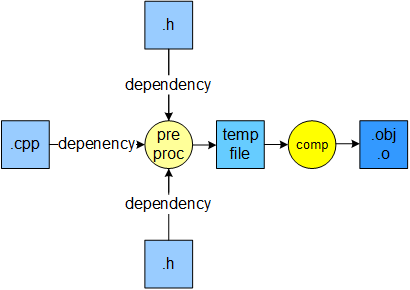 .h
dependency
.cpp
depenency
pre
proc
temp
file
comp
.obj
.o
dependency
.h